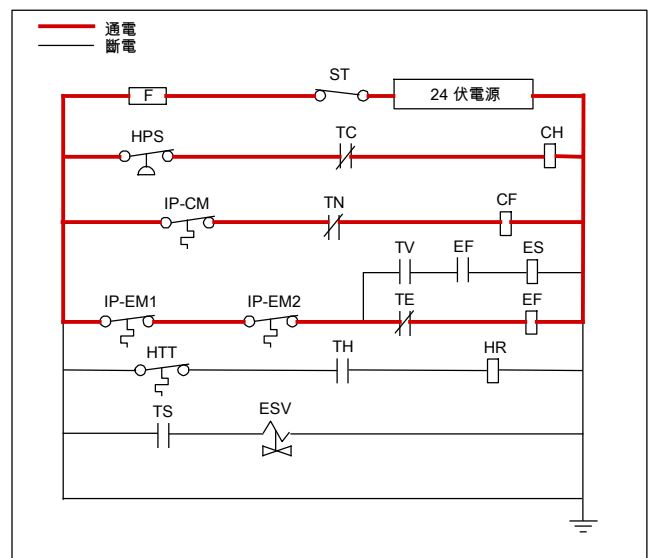 通電
斷電
ST
F
24 伏電源
HPS
TC
CH
IP-CM
TN
CF
TV
EF
ES
IP-EM1
IP-EM2
TE
EF
HTT
TH
HR
TS
ESV